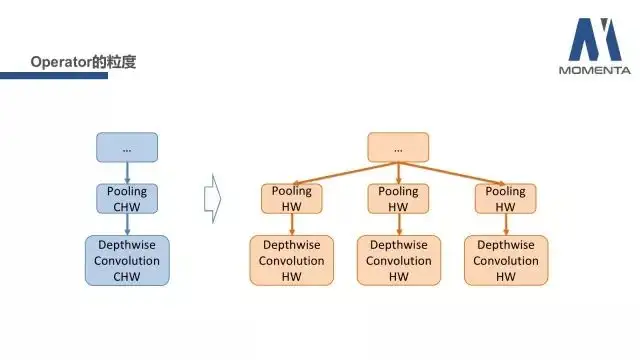 Operator的粒度
MOMENTA
...
Pooling
CHW
Depthwise
Convolution
CHW
...
Pooling
HW
Pooling
HW
Pooling
HW
Depthwise
Convolution
HW
Depthwise
Convolution
HW
Depthwise
Convolution
HW